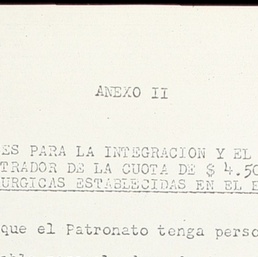 ANEXO II
ES PARA LA INTEGRACION Y EL
TRADOR DE LA CUOTA DE $ 4.50
URGICAS ESTABLECIDAS EN EL E
que el Patronato tenga perso